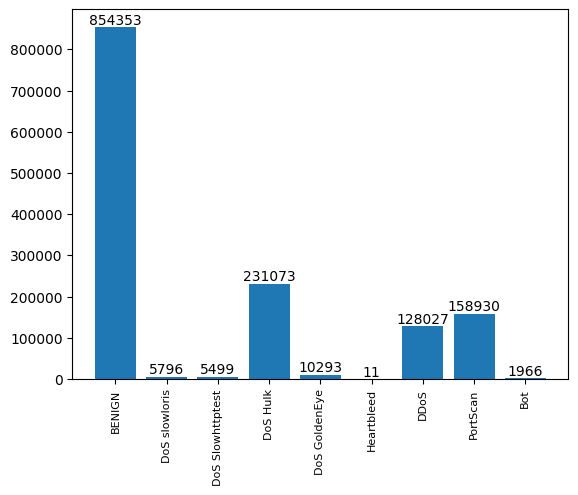 854353
800000
700000
600000
500000
400000
300000
200000
100000
0
5796
5499
231073
10293
11
128027
158930
1966
BENIGN
DoS slowloris
DoS Slowhttptest
DoS Hulk
DoS GoldenEye
Heartbleed
DDoS
PortScan
Bot